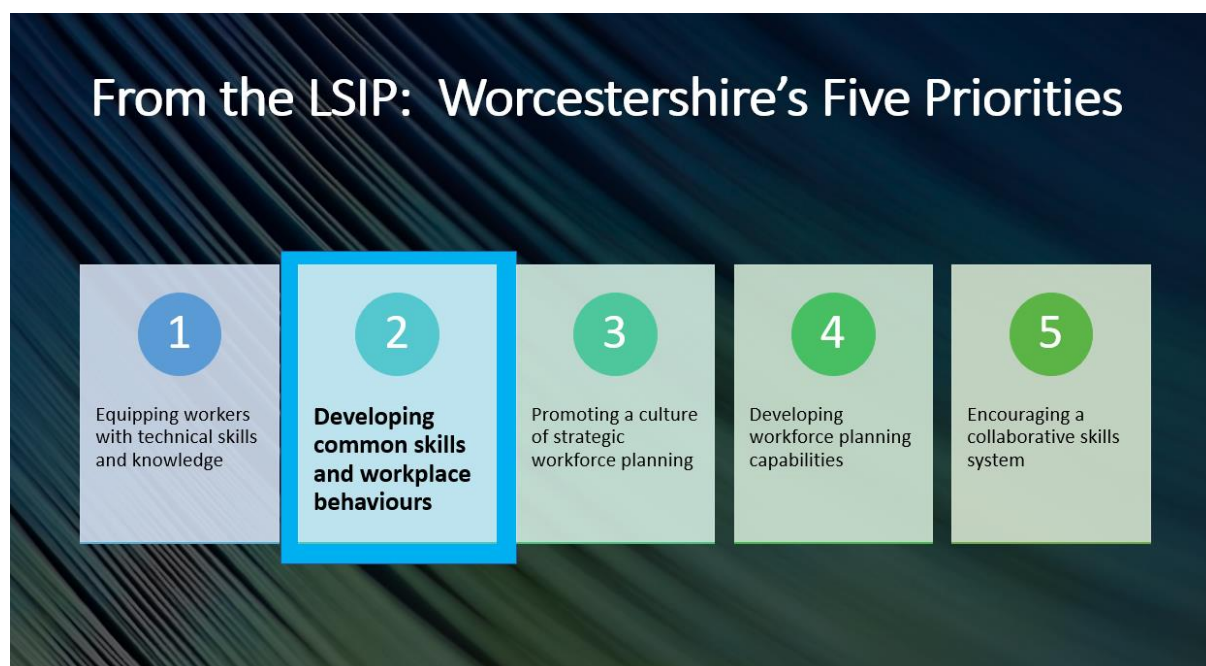 From the LSIP:  Worcestershire's Five Priorities
1
Equipping workers
with technical skills
and knowledge
2
Developing
common skills
and workplace
behaviours
3
Promoting a culture
of strategic
workforce planning
4
Developing
workforce planning
capabilities
5
Encouraging a
collaborative skills
system